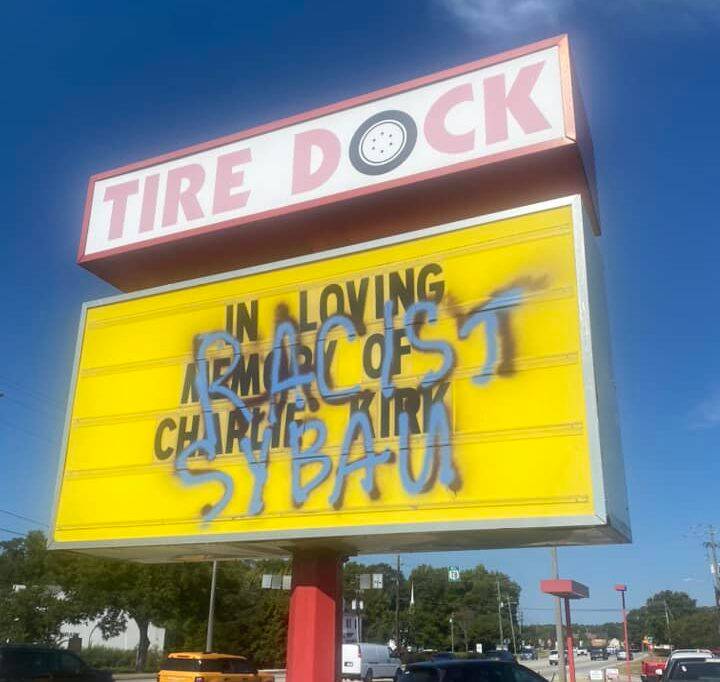 TIRE DOCK
IN LOVING
MEMORY OF
CHARLIE KIRK
RACIST
SYBAU